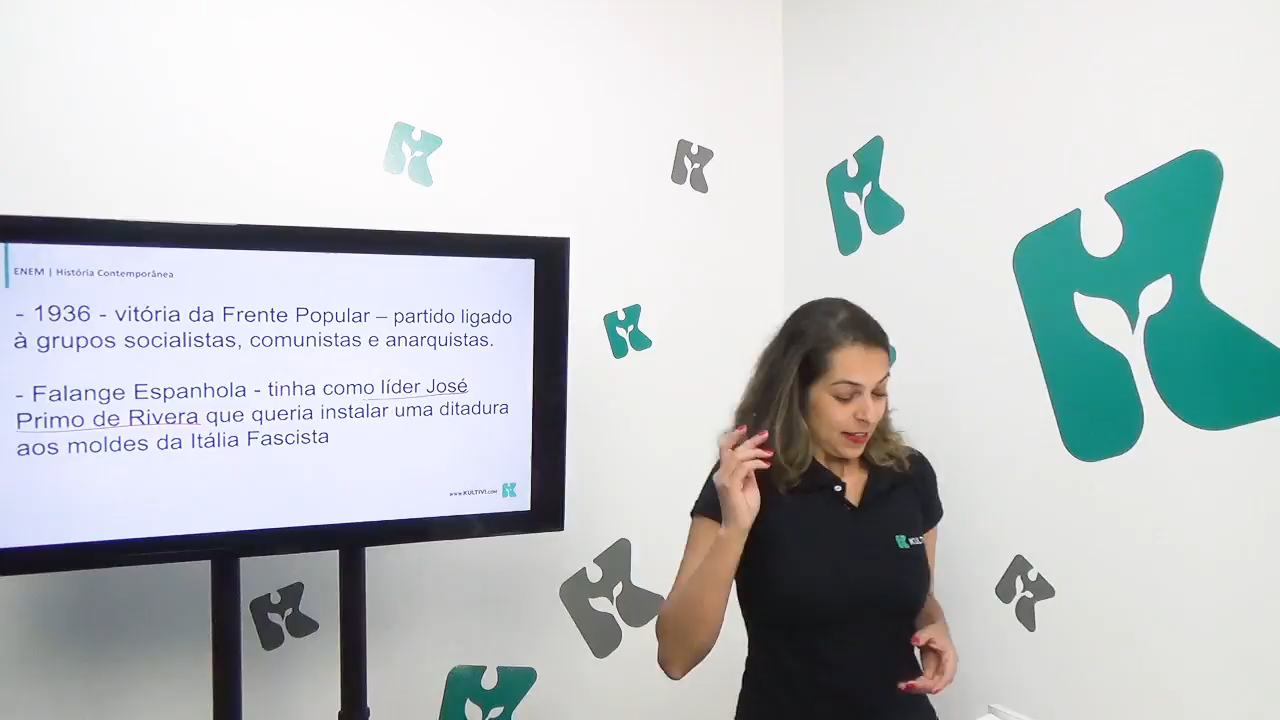 ENEM | História Contemporânea
- 1936 - vitória da Frente Popular – partido ligado
à grupos socialistas, comunistas e anarquistas.
- Falange Espanhola - tinha como líder José
Primo de Rivera que queria instalar uma ditadura
aos moldes da Itália Fascista
www.KULTIVI.com